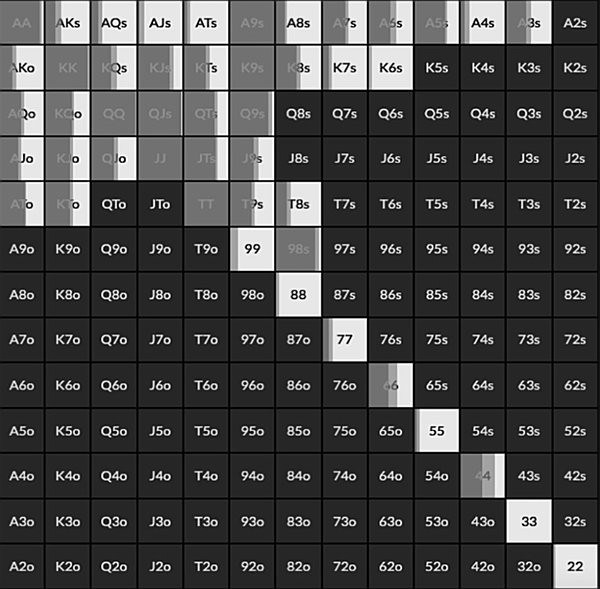 AA AKs AQs AJs ATs A9s A8s A7s A6s A5s A4s A3s A2s
AKo KK KQs KJs KTs K9s K8s K7s K6s K5s K4s K3s K2s
AQo KQo QQ QJs QTs Q9s Q8s Q7s Q6s Q5s Q4s Q3s Q2s
AJo KJo QJo JJ JTs J9s J8s J7s J6s J5s J4s J3s J2s
ATo KTo QTo JTo TT T9s T8s T7s T6s T5s T4s T3s T2s
A9o K9o Q9o J9o T9o 99 98s 97s 96s 95s 94s 93s 92s
A8o K8o Q8o J8o T8o 98o 88 87s 86s 85s 84s 83s 82s
A7o K7o Q7o J7o T7o 97o 87o 77 76s 75s 74s 73s 72s
A6o K6o Q6o J6o T6o 96o 86o 76o 66 65s 64s 63s 62s
A5o K5o Q5o J5o T5o 95o 85o 75o 65o 55 54s 53s 52s
A4o K4o Q4o J4o T4o 94o 84o 74o 64o 54o 44 43s 42s
A3o K3o Q3o J3o T3o 93o 83o 73o 63o 53o 43o 33 32s
A2o K2o Q2o J2o T2o 92o 82o 72o 62o 52o 42o 32o 22